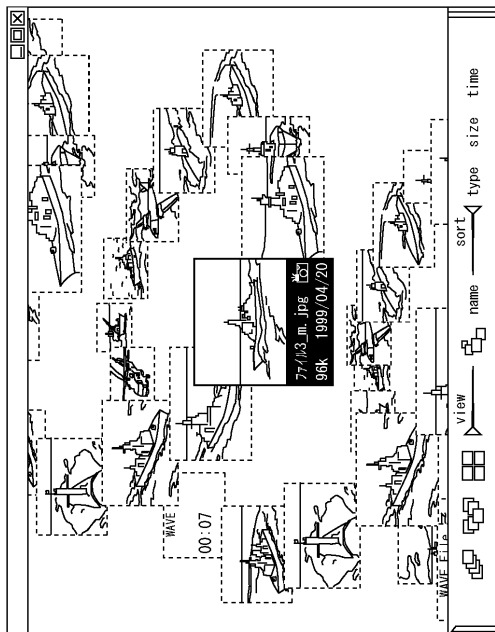 ファイル3_m. jpg
96k 1999/04/20
WAVE
00:07
WAVE File
view
name
sort
type
size
time